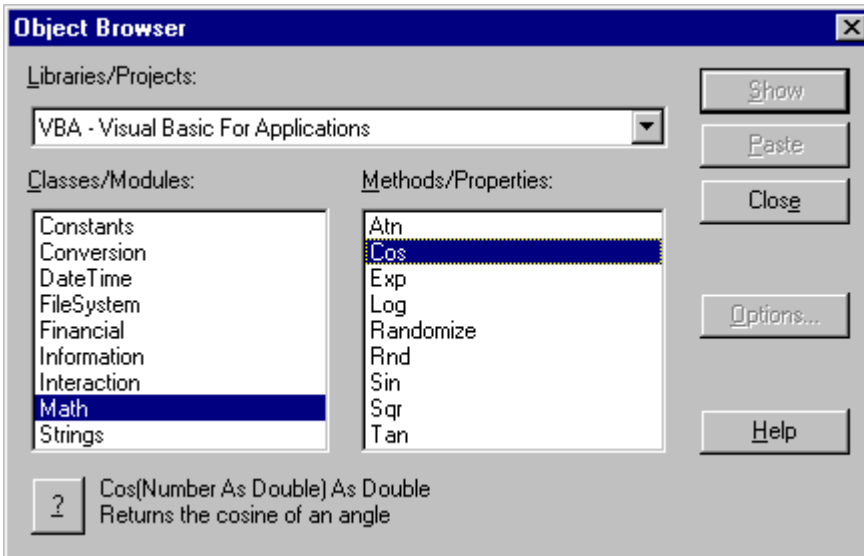 Object Browser
Libraries/Projects:
VBA - Visual Basic For Applications
Show
Paste
Close
Classes/Modules:
Constants
Conversion
DateTime
FileSystem
Financial
Information
Interaction
Math
Strings
Methods/Properties:
Atn
Cos
Exp
Log
Randomize
Rnd
Sin
Sqr
Tan
Options...
Help
?
Cos(Number As Double) As Double
Returns the cosine of an angle